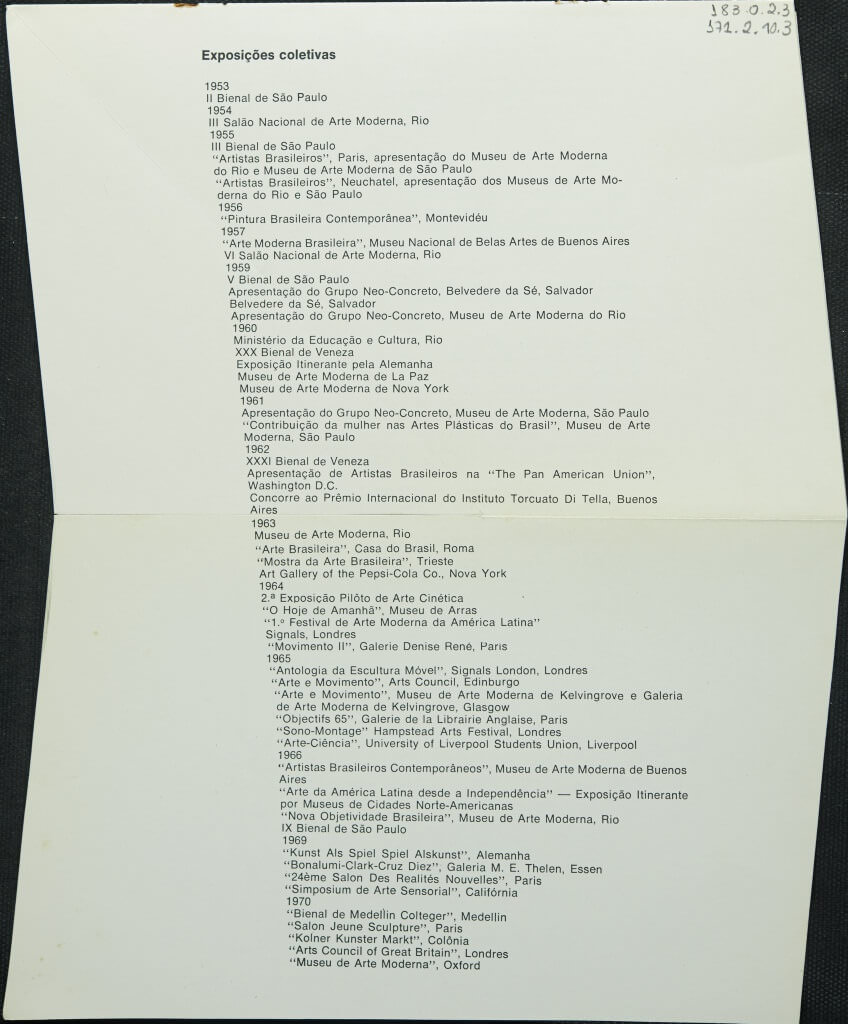 183.0.2.3
171.2.10.3
Exposições coletivas
1953
II Bienal de São Paulo
1954
III Salão Nacional de Arte Moderna, Rio
1955
III Bienal de São Paulo
“Artistas Brasileiros”, Paris, apresentação do Museu de Arte Moderna
do Rio e Museu de Arte Moderna de São Paulo
“Artistas Brasileiros”, Neuchatel, apresentação dos Museus de Arte Mo-
derna do Rio e São Paulo
1956
“Pintura Brasileira Contemporânea”, Montevidéu
1957
“Arte Moderna Brasileira”, Museu Nacional de Belas Artes de Buenos Aires
VI Salão Nacional de Arte Moderna, Rio
1959
V Bienal de São Paulo
Apresentação do Grupo Neo-Concreto, Belvedere da Sé, Salvador
Belvedere da Sé, Salvador
Apresentação do Grupo Neo-Concreto, Museu de Arte Moderna do Rio
1960
Ministério da Educação e Cultura, Rio
XXX Bienal de Veneza
Exposição Itinerante pela Alemanha
Museu de Arte Moderna de La Paz
Museu de Arte Moderna de Nova York
1961
Apresentação do Grupo Neo-Concreto, Museu de Arte Moderna, São Paulo
“Contribuição da mulher nas Artes Plásticas do Brasil”, Museu de Arte
Moderna, São Paulo
1962
XXXI Bienal de Veneza
Apresentação de Artistas Brasileiros na “The Pan American Union”,
Washington D.C.
Concorre ao Prêmio Internacional do Instituto Torcuato Di Tella, Buenos
Aires
1963
Museu de Arte Moderna, Rio
“Arte Brasileira”, Casa do Brasil, Roma
“Mostra da Arte Brasileira”, Trieste
Art Gallery of the Pepsi-Cola Co., Nova York
1964
2.ª Exposição Pilôto de Arte Cinética
“O Hoje de Amanhã”, Museu de Arras
“1.º Festival de Arte Moderna da América Latina”
Signals, Londres
“Movimento II”, Galerie Denise René, Paris
1965
“Antologia da Escultura Móvel”, Signals London, Londres
“Arte e Movimento”, Arts Council, Edinburgo
“Arte e Movimento”, Museu de Arte Moderna de Kelvingrove e Galeria
de Arte Moderna de Kelvingrove, Glasgow
“Objectifs 65”, Galerie de la Librairie Anglaise, Paris
“Sono-Montage” Hampstead Arts Festival, Londres
“Arte-Ciência”, University of Liverpool Students Union, Liverpool
1966
“Artistas Brasileiros Contemporâneos”, Museu de Arte Moderna de Buenos
Aires
“Arte da América Latina desde a Independência” — Exposição Itinerante
por Museus de Cidades Norte-Americanas
“Nova Objetividade Brasileira”, Museu de Arte Moderna, Rio
IX Bienal de São Paulo
1969
“Kunst Als Spiel Spiel Alskunst”, Alemanha
“Bonalumi-Clark-Cruz Diez”, Galeria M. E. Thelen, Essen
“24ème Salon Des Realités Nouvelles”, Paris
“Simposium de Arte Sensorial”, Califórnia
1970
“Bienal de Medellin Colteger”, Medellin
“Salon Jeune Sculpture”, Paris
“Kolner Kunster Markt”, Colônia
“Arts Council of Great Britain”, Londres
“Museu de Arte Moderna”, Oxford